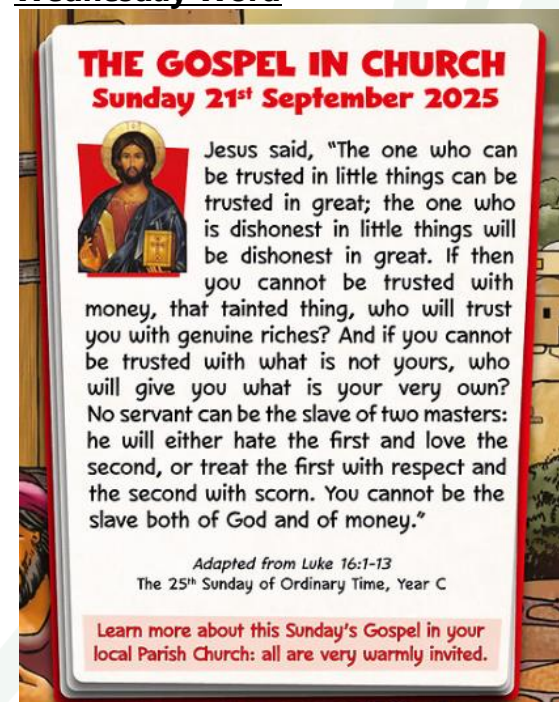 Wednesday Word
THE GOSPEL IN CHURCH
Sunday 21st September 2025
Jesus said, "The one who can
be trusted in little things can be
trusted in great; the one who
is dishonest in little things will
be dishonest in great. If then
you cannot be trusted with
money, that tainted thing, who will trust
you with genuine riches? And if you cannot
be trusted with what is not yours, who
will give you what is your very own?
No servant can be the slave of two masters:
he will either hate the first and love the
second, or treat the first with respect and
the second with scorn. You cannot be the
slave both of God and of money."
Adapted from Luke 16:1-13
The 25th Sunday of Ordinary Time, Year C
Learn more about this Sunday's Gospel in your
local Parish Church: all are very warmly invited.